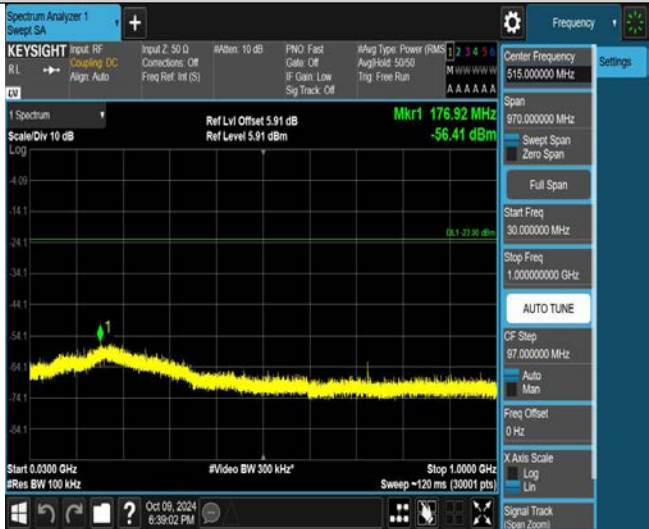 Spectrum Analyzer 1
Swept SA
Frequency
KEYSIGHT Input: RF Input Z: 50 Ω #Atten: 10 dB PNO: Fast #Avg Type: Power (RMS 1 2 3 4 5 6
RL Coupling: DC Corrections: Off Gate: Off Avg|Hold: 50/50 M W W W W W
Align: Auto Freq Ref: Int (S) IF Gain: Low Trig: Free Run
Sig Track: Off A A A A A A
LV
1 Spectrum
Ref Lvl Offset 5.91 dB Mkr1 176.92 MHz
Scale/Div 10 dB Ref Level 5.91 dBm -56.41 dBm
Log
-4.09
-14.1
DL1 -23.00 dBm
-24.1
-34.1
-44.1
1
-54.1
-64.1
-74.1
-84.1
Start 0.0300 GHz #Video BW 300 kHz* Stop 1.0000 GHz
#Res BW 100 kHz Sweep ~120 ms (30001 pts)
Oct 09, 2024
6:39:02 PM
?
Center Frequency
515.000000 MHz
Settings
Span
970.000000 MHz
Swept Span
Zero Span
Full Span
Start Freq
30.000000 MHz
Stop Freq
1.000000000 GHz
AUTO TUNE
CF Step
97.000000 MHz
Auto
Man
Freq Offset
0 Hz
X Axis Scale
Log
Lin
Signal Track
(Span Zoom)